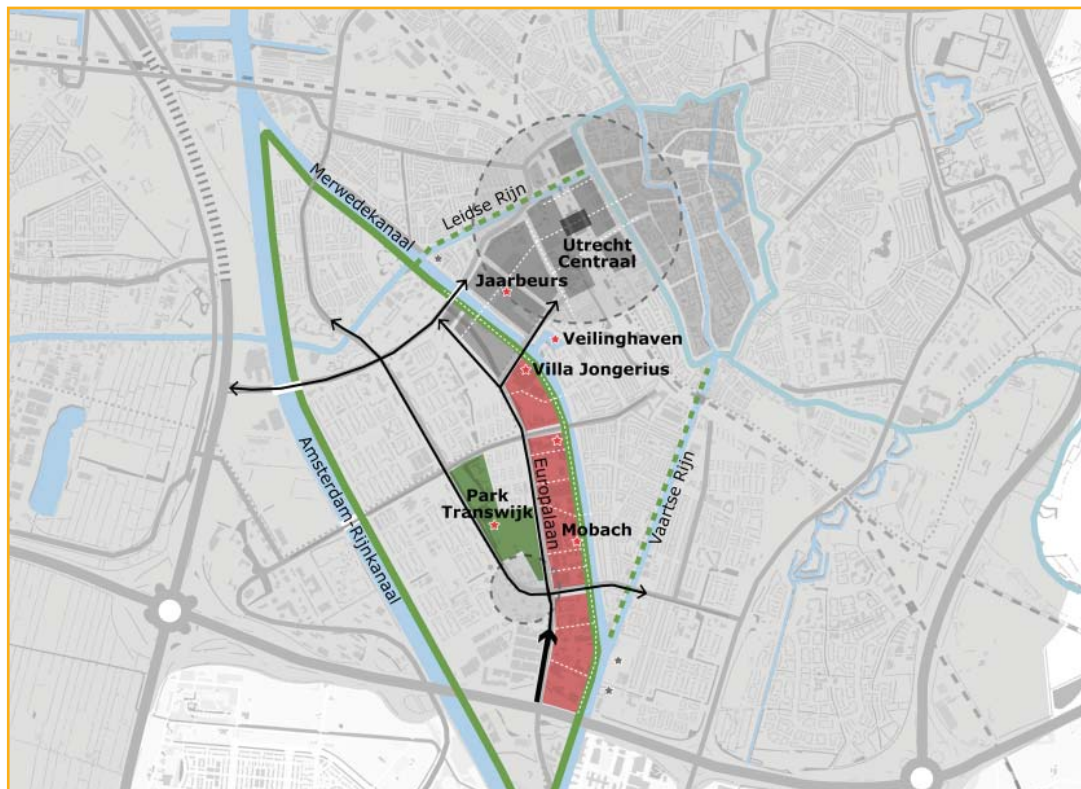 Merwedekanaal
Leidse Rijn
Utrecht
Centraal
Jaarbeurs
Veilinghaven
Villa Jongerius
Amsterdam-Rijnkanaal
Europalaan
Park
Transwijk
Mobach
Vaartse Rijn